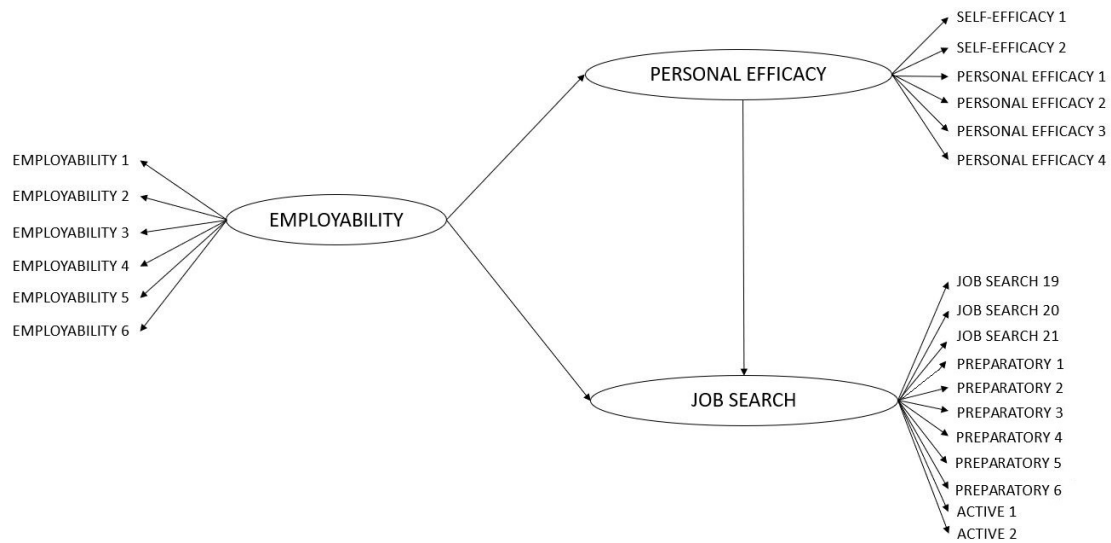 SELF-EFFICACY 1
SELF-EFFICACY 2
PERSONAL EFFICACY
PERSONAL EFFICACY 1
PERSONAL EFFICACY 2
PERSONAL EFFICACY 3
PERSONAL EFFICACY 4
EMPLOYABILITY 1
EMPLOYABILITY 2
EMPLOYABILITY 3
EMPLOYABILITY 4
EMPLOYABILITY 5
EMPLOYABILITY 6
EMPLOYABILITY
JOB SEARCH 19
JOB SEARCH 20
JOB SEARCH 21
PREPARATORY 1
PREPARATORY 2
JOB SEARCH
PREPARATORY 3
PREPARATORY 4
PREPARATORY 5
PREPARATORY 6
ACTIVE 1
ACTIVE 2